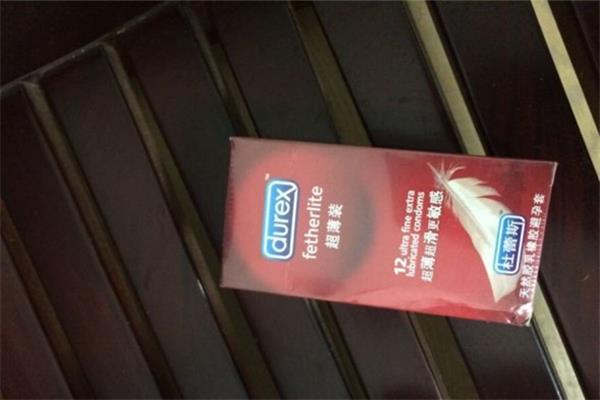 durex
fetherlite
超薄装
12 ultra fine extra
lubricated condoms
超薄超滑更敏感
杜蕾斯
天然胶乳橡胶避孕套